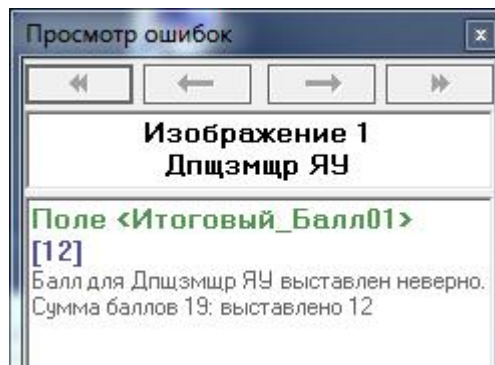 Просмотр ошибок
Изображение 1
Дпщзмщр ЯУ
Поле <Итоговый_Балл01>
[12]
Балл для Дпщзмщр ЯУ выставлен неверно.
Сумма баллов 19: выставлено 12